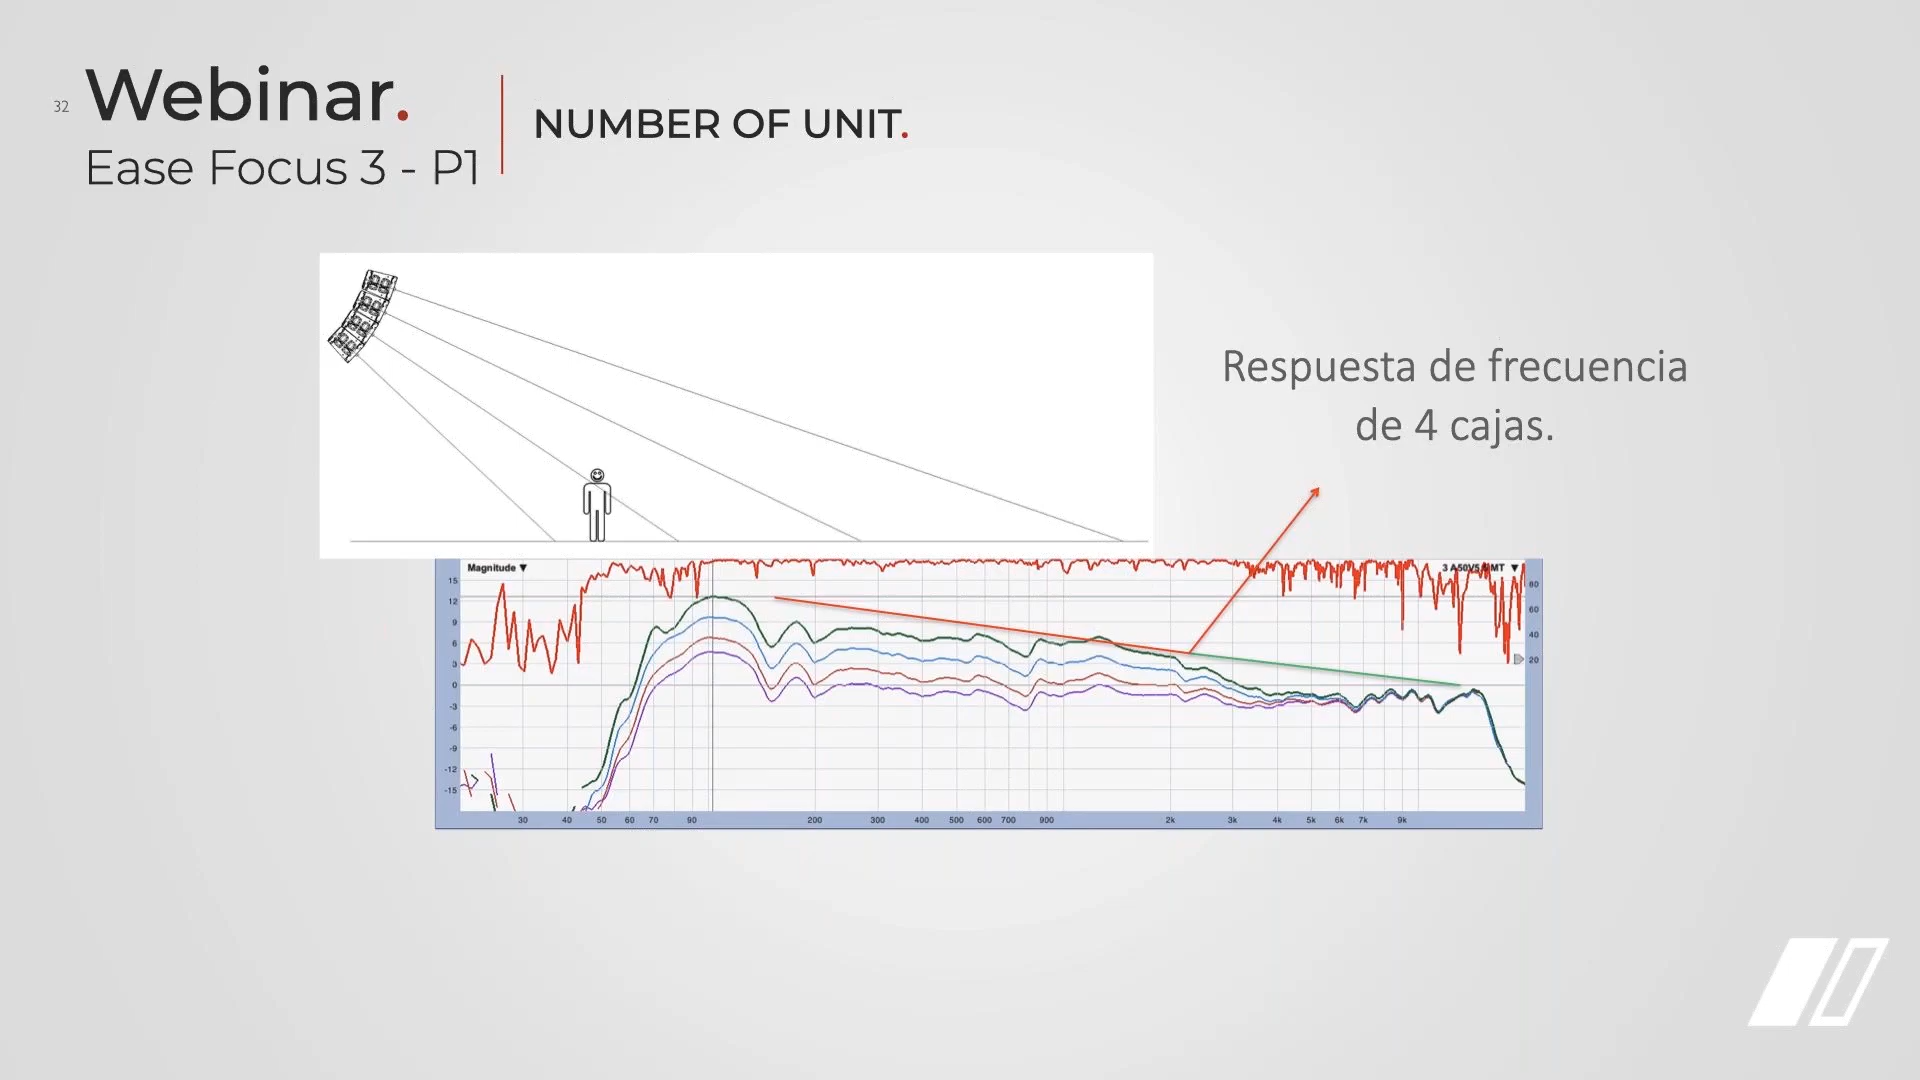 32
Webinar.
Ease Focus 3 - P1
NUMBER OF UNIT.
Respuesta de frecuencia
de 4 cajas.
Magnitude ▼
15
12
9
6
3
0
-3
-6
-9
-12
-15
80
60
40
20
30 40 50 60 70 90 200 300 400 500 600 700 900 2k 3k 4k 5k 6k 7k 9k